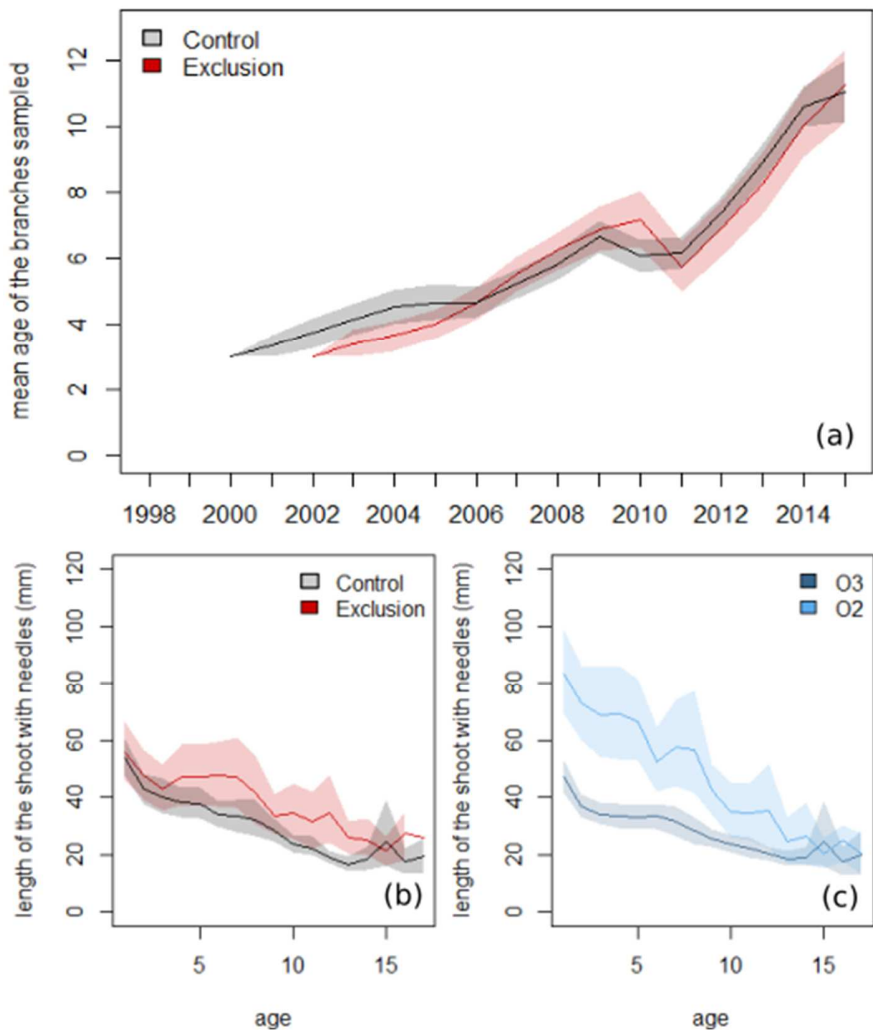 Control
Exclusion
mean age of the branches sampled
12
10
8
6
4
2
0
(a)
1998 2000 2002 2004 2006 2008 2010 2012 2014
length of the shoot with needles (mm)
120
100
80
60
40
20
0
Control
Exclusion
(b)
5 10 15
age
length of the shoot with needles (mm)
120
100
80
60
40
20
0
O3
O2
(c)
5 10 15
age